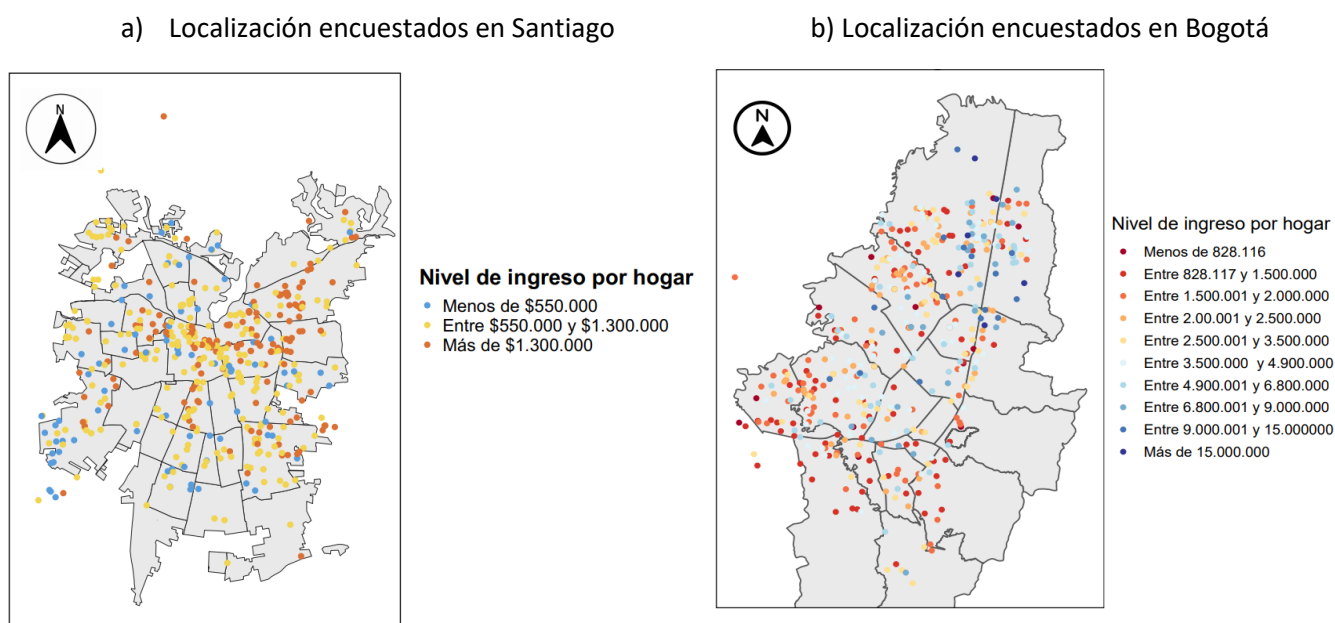 a) Localización encuestados en Santiago
N
Nivel de ingreso por hogar
Menos de $550.000
Entre $550.000 y $1.300.000
Más de $1.300.000
b) Localización encuestados en Bogotá
N
Nivel de ingreso por hogar
Menos de 828.116
Entre 828.117 y 1.500.000
Entre 1.500.001 y 2.000.000
Entre 2.00.001 y 2.500.000
Entre 2.500.001 y 3.500.000
Entre 3.500.000 y 4.900.000
Entre 4.900.001 y 6.800.000
Entre 6.800.001 y 9.000.000
Entre 9.000.001 y 15.000000
Más de 15.000.000